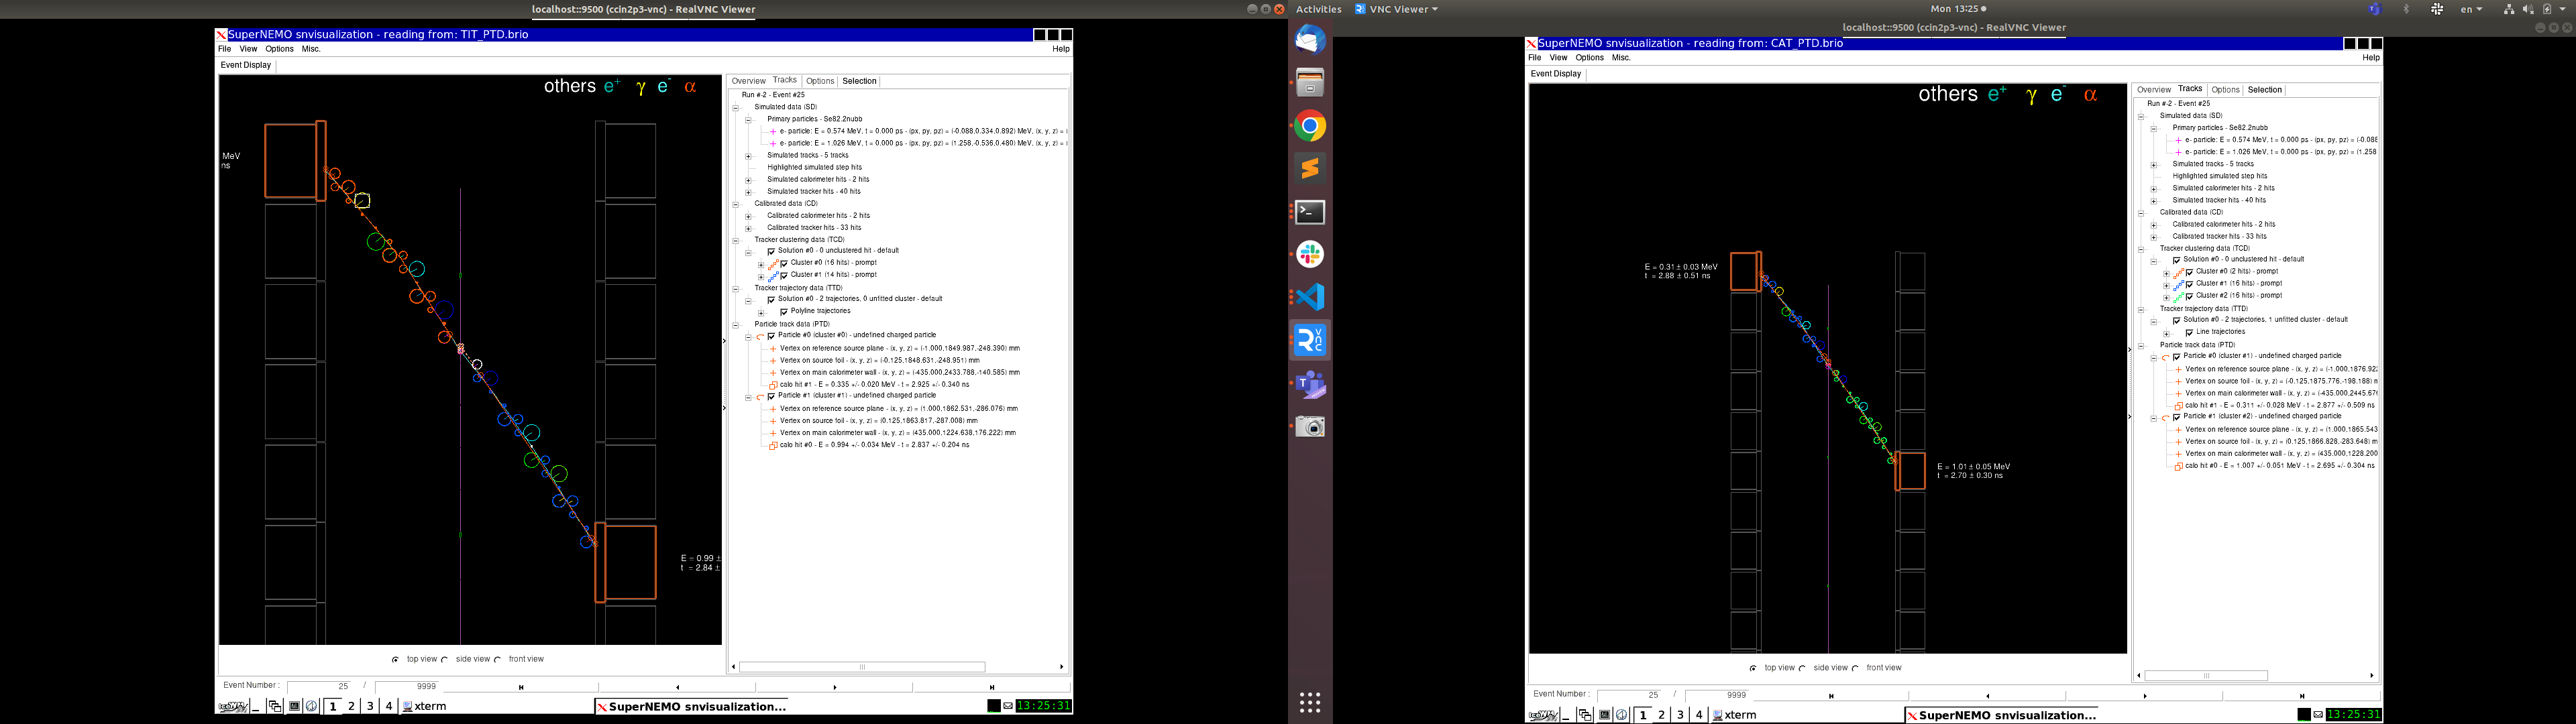 localhost::9500 (ccin2p3-vnc) - RealVNC Viewer
SuperNEMO snvisualization - reading from: TIT_PTD.brio
File View Options Misc. Help
Event Display
others e+ γ e- α
MeV
ns
E = 0.99 ±
t = 2.84 ±
Overview Tracks Options Selection
Run #-2 - Event #25
Simulated data (SD)
Primary particles - Se82.2nubb
e- particle: E = 0.574 MeV, t = 0.000 ps - (px, py, pz) = (-0.088,0.334,0.892) MeV, (x, y, z) = (
e- particle: E = 1.026 MeV, t = 0.000 ps - (px, py, pz) = (1.258,-0.536,0.480) MeV, (x, y, z) = (
Simulated tracks - 5 tracks
Highlighted simulated step hits
Simulated calorimeter hits - 2 hits
Simulated tracker hits - 40 hits
Calibrated data (CD)
Calibrated calorimeter hits - 2 hits
Calibrated tracker hits - 33 hits
Tracker clustering data (TCD)
Solution #0 - 0 unclustered hit - default
Cluster #0 (16 hits) - prompt
Cluster #1 (14 hits) - prompt
Tracker trajectory data (TTD)
Solution #0 - 2 trajectories, 0 unfitted cluster - default
Polyline trajectories
Particle track data (PTD)
Particle #0 (cluster #0) - undefined charged particle
Vertex on reference source plane - (x, y, z) = (-1.000,1849.987,-248.390) mm
Vertex on source foil - (x, y, z) = (-0.125,1848,631,-248.951) mm
Vertex on main calormeter wall - (x, y, z) = (-435.000,2433.788,-140.585) mm
calo hit #1 - E = 0.335 +/- 0.020 MeV - t = 2.925 +/- 0.340 ns
Particle #1 (cluster #1) - undefined charged particle
Vertex on reference source plane - (x, y, z) = (1.000,1862.531,-286.076) mm
Vertex on source foil - (x, y, z) = (0.125,1863.817,-287.008) mm
Vertex on main calormeter wall - (x, y, z) = (435.000,1224.638,176.222) mm
calo hit #0 - E = 0.994 +/- 0.034 MeV - t = 2.837 +/- 0.204 ns
top view side view front view
Event Number : 25 / 9999
1 2 3 4 xterm SuperNEMO snvisualization... 13:25:31
Activities VNC Viewer Mon 13:25 en
localhost::9500 (ccin2p3-vnc) - RealVNC Viewer
SuperNEMO snvisualization - reading from: CAT_PTD.brio
File View Options Misc. Help
Event Display
others e+ γ e- α
E = 0.31 ± 0.03 MeV
t = 2.88 ± 0.51 ns
E = 1.01 ± 0.05 MeV
t = 2.70 ± 0.30 ns
Overview Tracks Options Selection
Run #-2 - Event #25
Simulated data (SD)
Primary particles - Se82.2nubb
e- particle: E = 0.574 MeV, t = 0.000 ps - (px, py, pz) = (-0.088
e- particle: E = 1.026 MeV, t = 0.000 ps - (px, py, pz) = (1.258
Simulated tracks - 5 tracks
Highlighted simulated step hits
Simulated calorimeter hits - 2 hits
Simulated tracker hits - 40 hits
Calibrated data (CD)
Calibrated calorimeter hits - 2 hits
Calibrated tracker hits - 33 hits
Tracker clustering data (TCD)
Solution #0 - 0 unclustered hit - default
Cluster #0 (2 hits) - prompt
Cluster #1 (16 hits) - prompt
Cluster #2 (16 hits) - prompt
Tracker trajectory data (TTD)
Solution #0 - 2 trajectories, 1 unfitted cluster - default
Line trajectories
Particle track data (PTD)
Particle #0 (cluster #1) - undefined charged particle
Vertex on reference source plane - (x, y, z) = (-1.000,1876.922
Vertex on source foil - (x, y, z) = (-0.125,1875.776,-198.188) m
Vertex on main calormeter wall - (x, y, z) = (-435.000,2445.676
calo hit #1 - E = 0.311 +/- 0.028 MeV - t = 2.877 +/- 0.509 ns
Particle #1 (cluster #2) - undefined charged particle
Vertex on reference source plane - (x, y, z) = (1.000,1865.543
Vertex on source foil - (x, y, z) = (0.125,1866.828,-283.648) m
Vertex on main calormeter wall - (x, y, z) = (435.000,1228.200
calo hit #0 - E = 1.007 +/- 0.051 MeV - t = 2.695 +/- 0.304 ns
top view side view front view
Event Number : 25 / 9999
1 2 3 4 xterm SuperNEMO snvisualization... 13:25:31